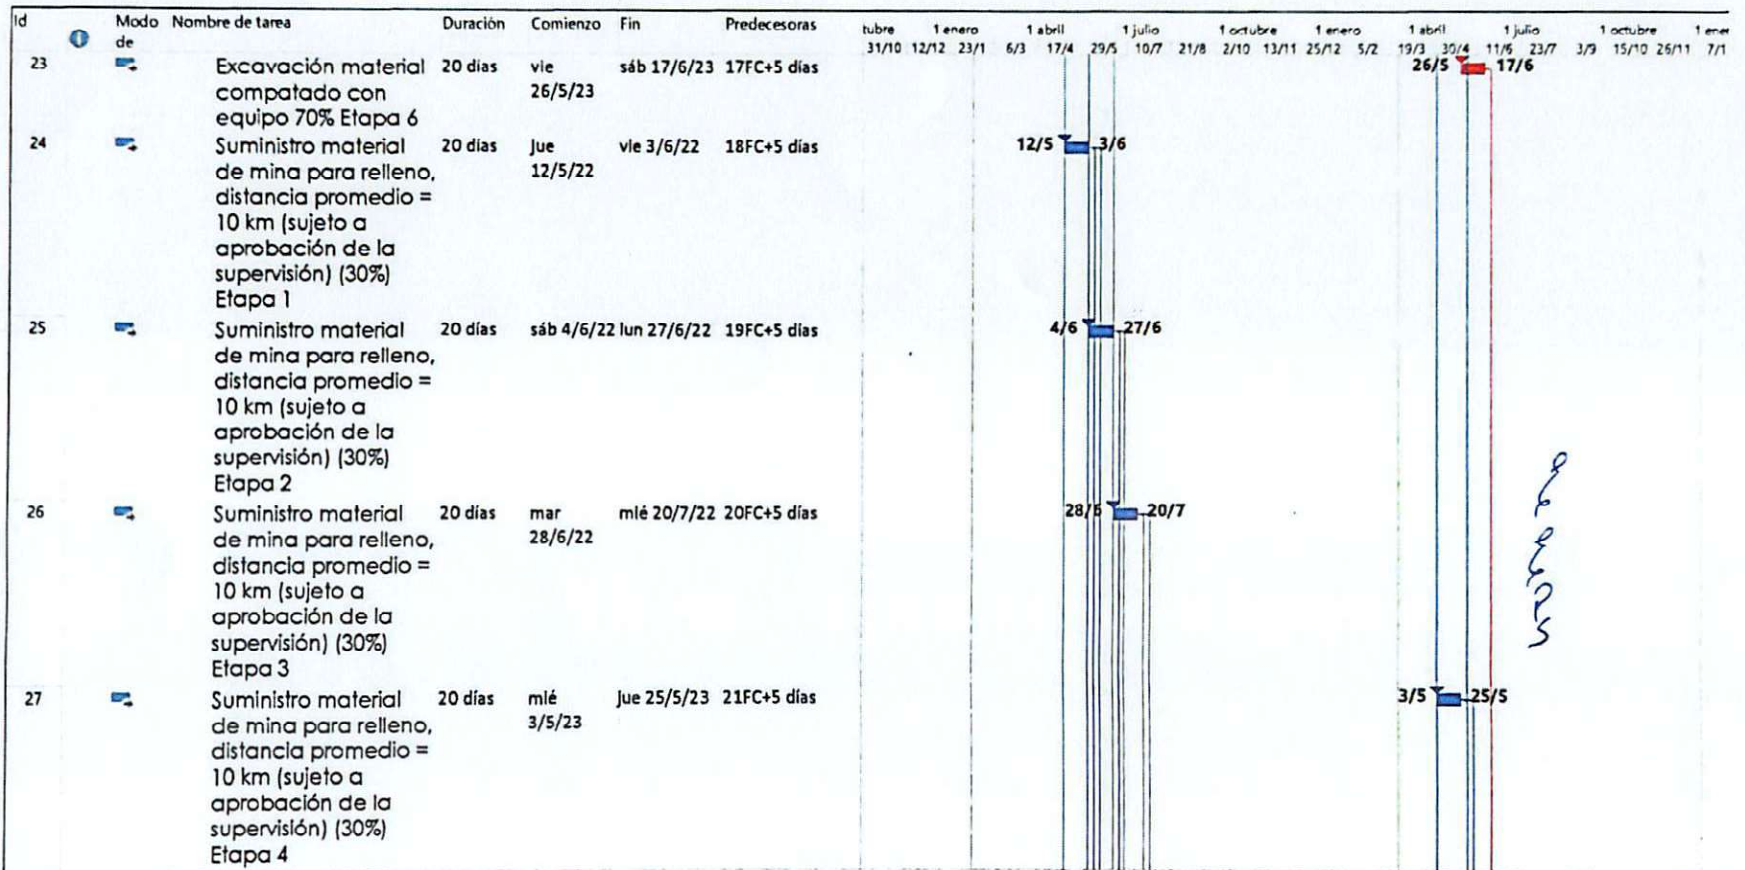 Id Modo de Nombre de tarea Duración Comienzo Fin Predecesoras
tubre 1 enero 1 abril 1 julio 1 octubre 1 enero 1 abril 1 julio 1 octubre 1 ener
31/10 12/12 23/1 6/3 17/4 29/5 10/7 21/8 2/10 13/11 25/12 5/2 19/3 30/4 11/6 23/7 3/9 15/10 26/11 7/1
23 Excavación material 20 días vie sáb 17/6/23 17FC+5 días 26/5 17/6
compatado con 26/5/23
equipo 70% Etapa 6
24 Suministro material 20 días jue vie 3/6/22 18FC+5 días 12/5 3/6
de mina para relleno, 12/5/22
distancia promedio =
10 km (sujeto a
aprobación de la
supervisión) (30%)
Etapa 1
25 Suministro material 20 días sáb 4/6/22 lun 27/6/22 19FC+5 días 4/6 27/6
de mina para relleno,
distancia promedio =
10 km (sujeto a
aprobación de la
supervisión) (30%)
Etapa 2
26 Suministro material 20 días mar mié 20/7/22 20FC+5 días 28/6 20/7
de mina para relleno, 28/6/22
distancia promedio =
10 km (sujeto a
aprobación de la
supervisión) (30%)
Etapa 3
27 Suministro material 20 días mié jue 25/5/23 21FC+5 días 3/5 25/5
de mina para relleno, 3/5/23
distancia promedio =
10 km (sujeto a
aprobación de la
supervisión) (30%)
Etapa 4